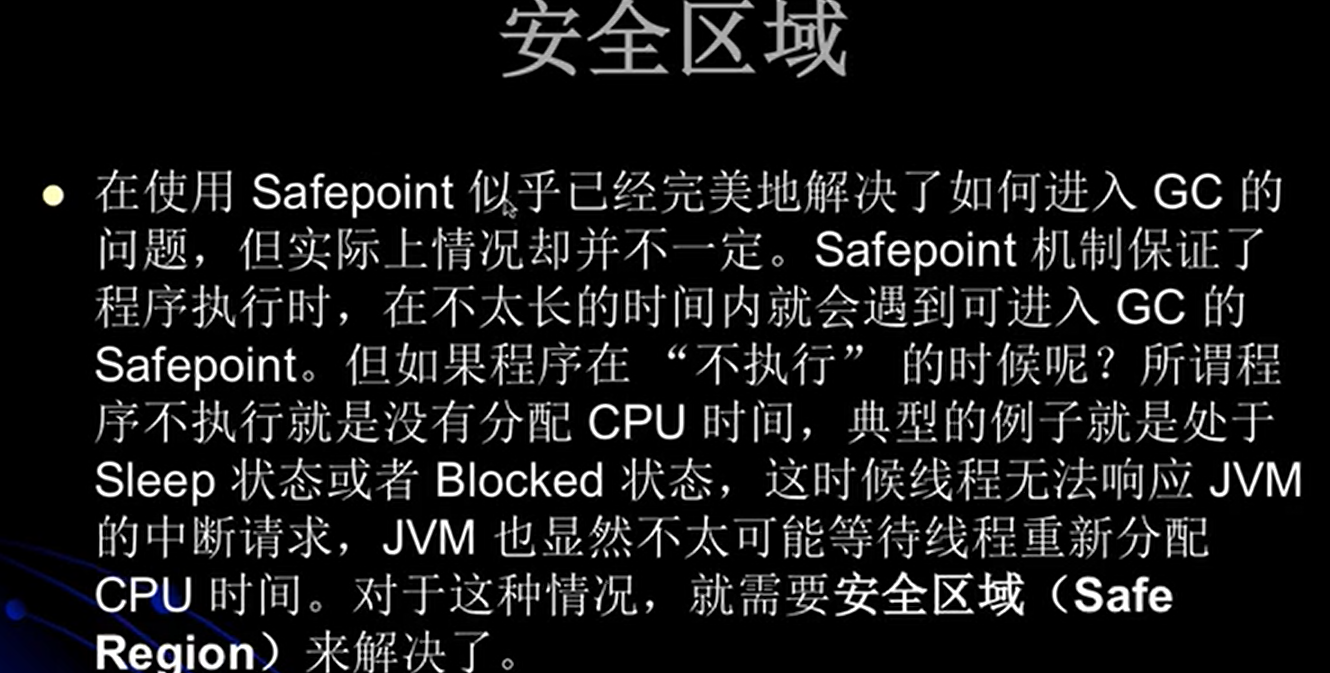 安全区域
在使用 Safepoint 似乎已经完美地解决了如何进入 GC 的
问题，但实际上情况却并不一定。Safepoint 机制保证了
程序执行时，在不太长的时间内就会遇到可进入 GC 的
Safepoint。但如果程序在 “不执行” 的时候呢？所谓程
序不执行就是没有分配 CPU 时间，典型的例子就是处于
Sleep 状态或者 Blocked 状态，这时候线程无法响应 JVM
的中断请求，JVM 也显然不太可能等待线程重新分配
CPU 时间。对于这种情况，就需要安全区域（Safe
Region）来解决了。